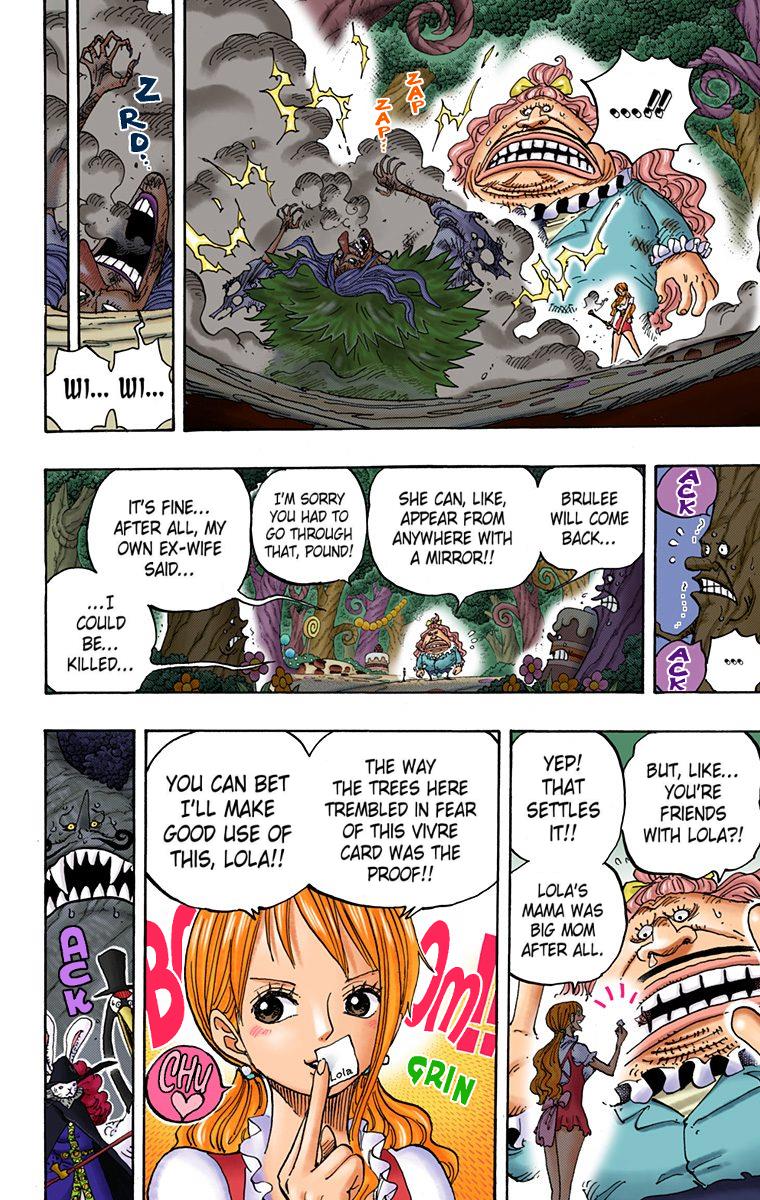 ....!!
ZAP
ZAP...
ZRD...
WI... WI...
ACK
...
ACK
BRULEE
WILL COME
BACK...
SHE CAN, LIKE,
APPEAR FROM
ANYWHERE WITH
A MIRROR!!
I'M SORRY
YOU HAD TO
GO THROUGH
THAT, POUND!
IT'S FINE...
AFTER ALL, MY
OWN EX-WIFE
SAID...
...I
COULD
BE...
KILLED...
BUT, LIKE...
YOU'RE
FRIENDS
WITH LOLA?!
YEP!
THAT
SETTLES
IT!!
LOLA'S
MAMA WAS
BIG MOM
AFTER ALL.
THE WAY
THE TREES HERE
TREMBLED IN FEAR
OF THIS VIVRE
CARD WAS THE
PROOF!!
YOU CAN BET
I'LL MAKE
GOOD USE OF
THIS, LOLA!!
BOOM!!
Lola
CHU
GRIN
ACK